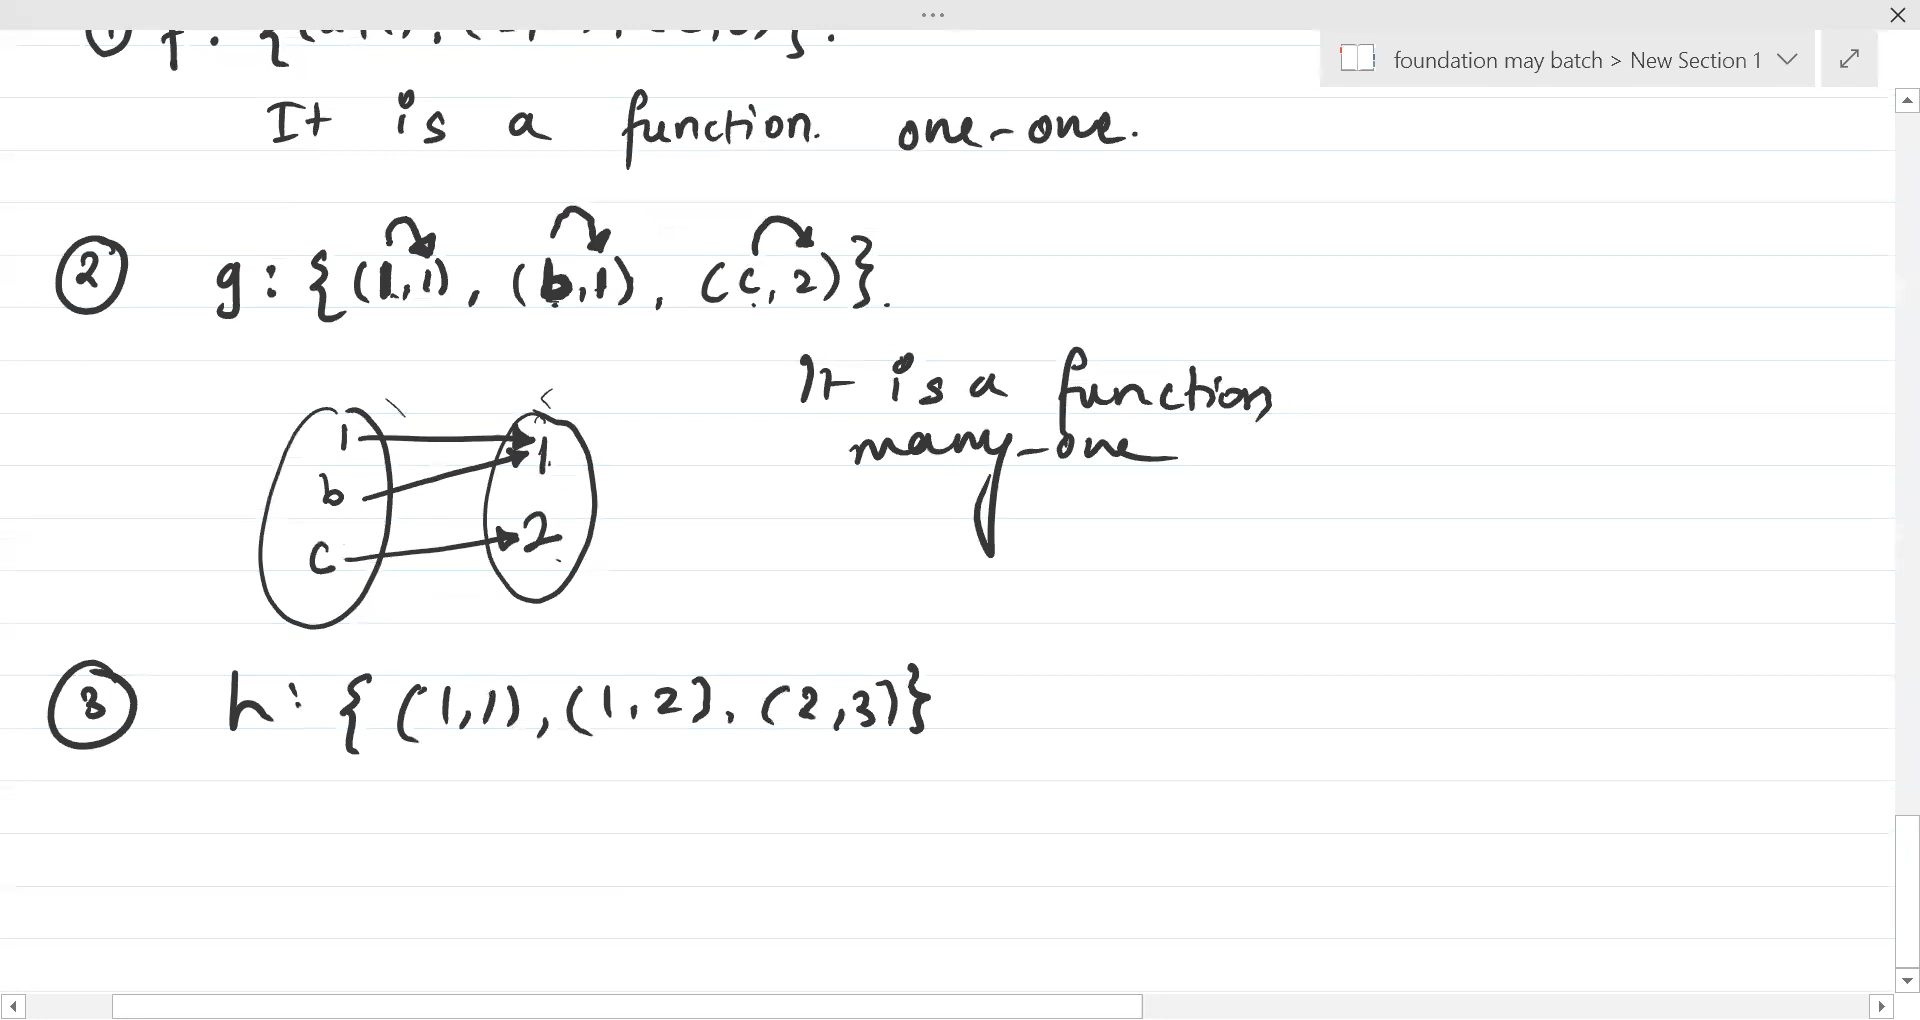 foundation may batch > New Section 1
It is a function. one-one.
② g: {(1,1), (b,1), (c,2)}.
It is a function
many-one
1 1
b
c 2
③ h: {(1,1), (1,2), (2,3)}